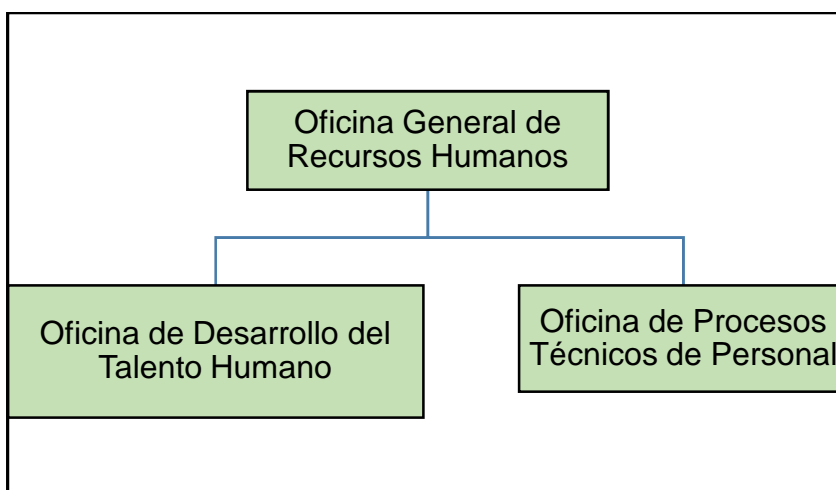 Oficina General de
Recursos Humanos
Oficina de Desarrollo del
Talento Humano
Oficina de Procesos
Técnicos de Personal